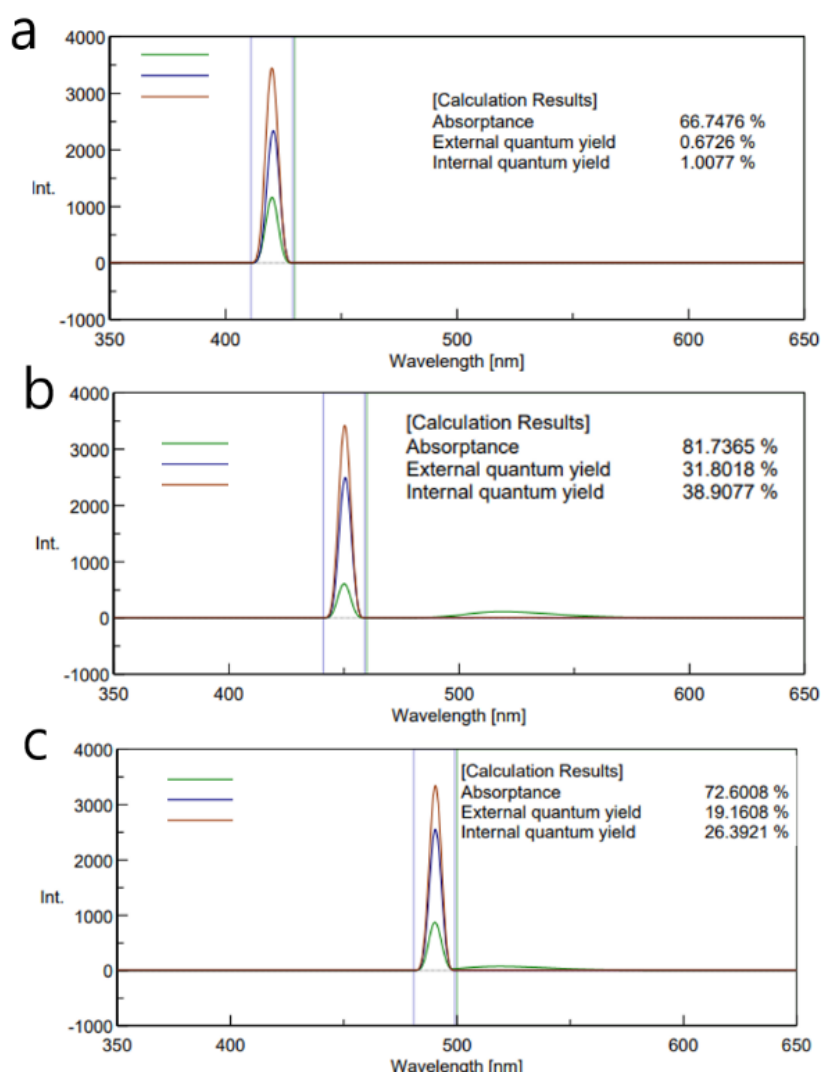 a
4000
3000
2000
1000
0
-1000
Int.
[Calculation Results]
Absorptance 66.7476 %
External quantum yield 0.6726 %
Internal quantum yield 1.0077 %
350 400 500 600 650
Wavelength [nm]
b
4000
3000
2000
1000
0
-1000
Int.
[Calculation Results]
Absorptance 81.7365 %
External quantum yield 31.8018 %
Internal quantum yield 38.9077 %
350 400 500 600 650
Wavelength [nm]
c
4000
3000
2000
1000
0
-1000
Int.
[Calculation Results]
Absorptance 72.6008 %
External quantum yield 19.1608 %
Internal quantum yield 26.3921 %
350 400 500 600 650
Wavelength [nm]